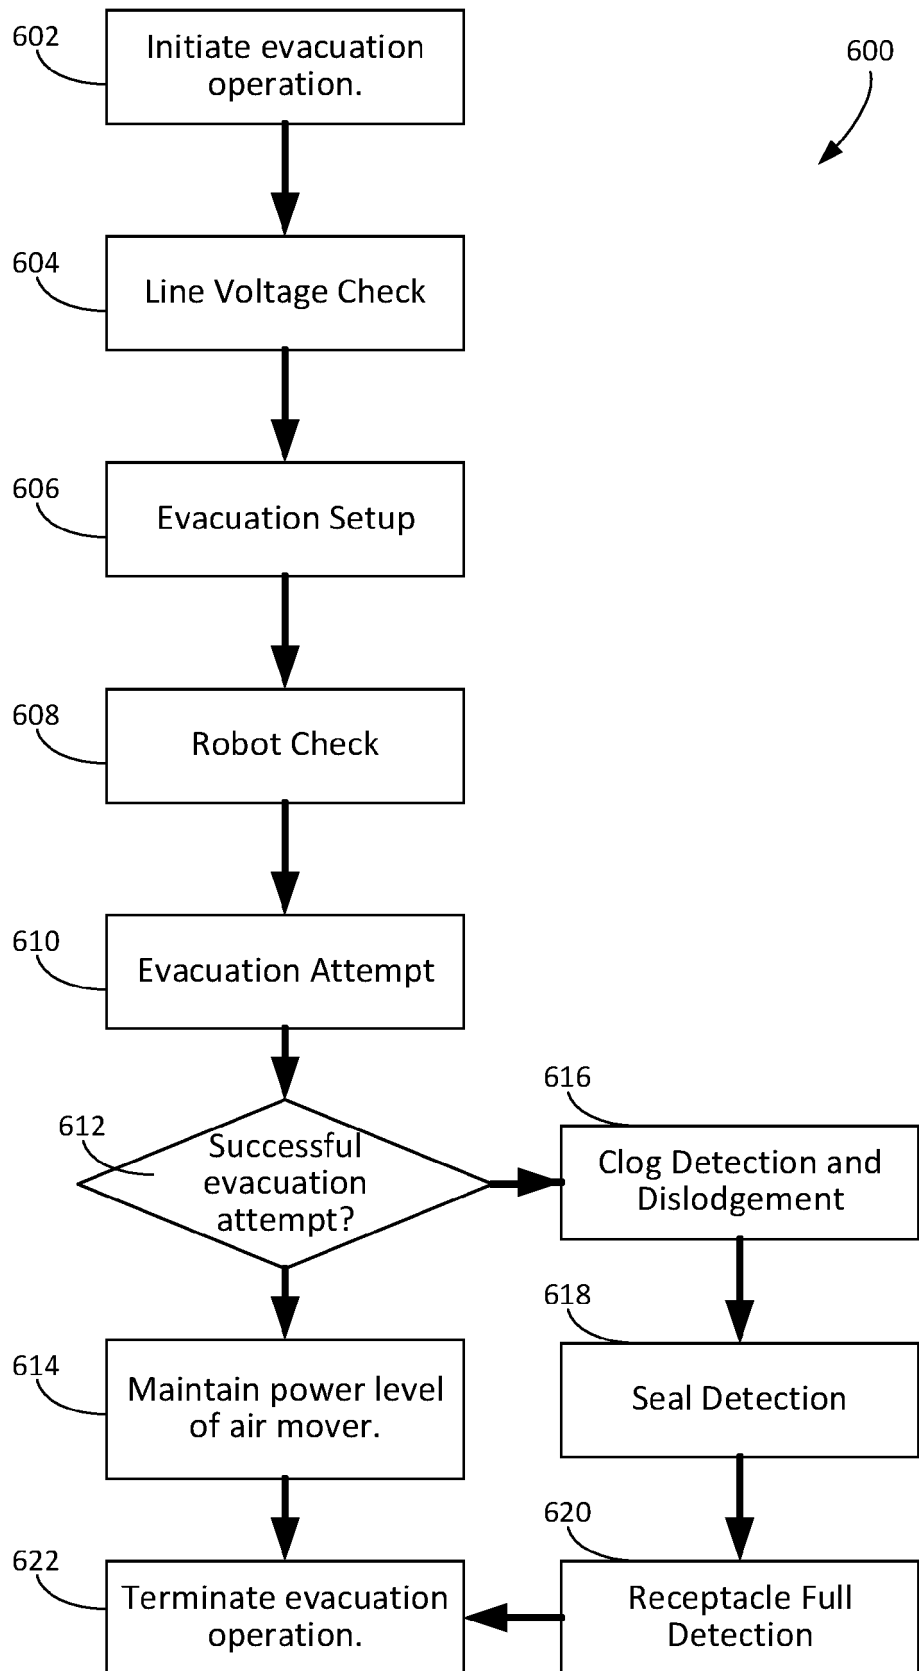 602
Initiate evacuation
operation.
600
604
Line Voltage Check
606
Evacuation Setup
608
Robot Check
610
Evacuation Attempt
612
Successful
evacuation
attempt?
616
Clog Detection and
Dislodgement
614
Maintain power level
of air mover.
618
Seal Detection
622
Terminate evacuation
operation.
620
Receptacle Full
Detection